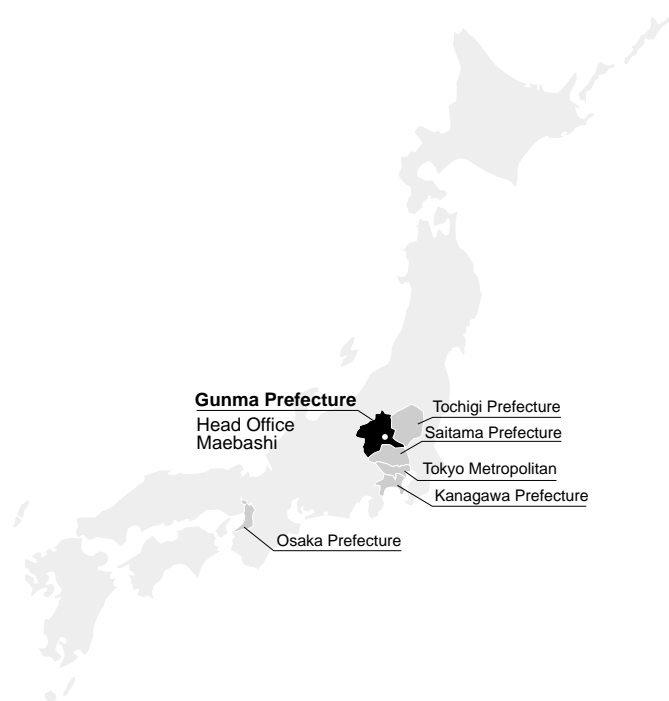 Gunma Prefecture
Head Office
Maebashi
Tochigi Prefecture
Saitama Prefecture
Tokyo Metropolitan
Kanagawa Prefecture
Osaka Prefecture